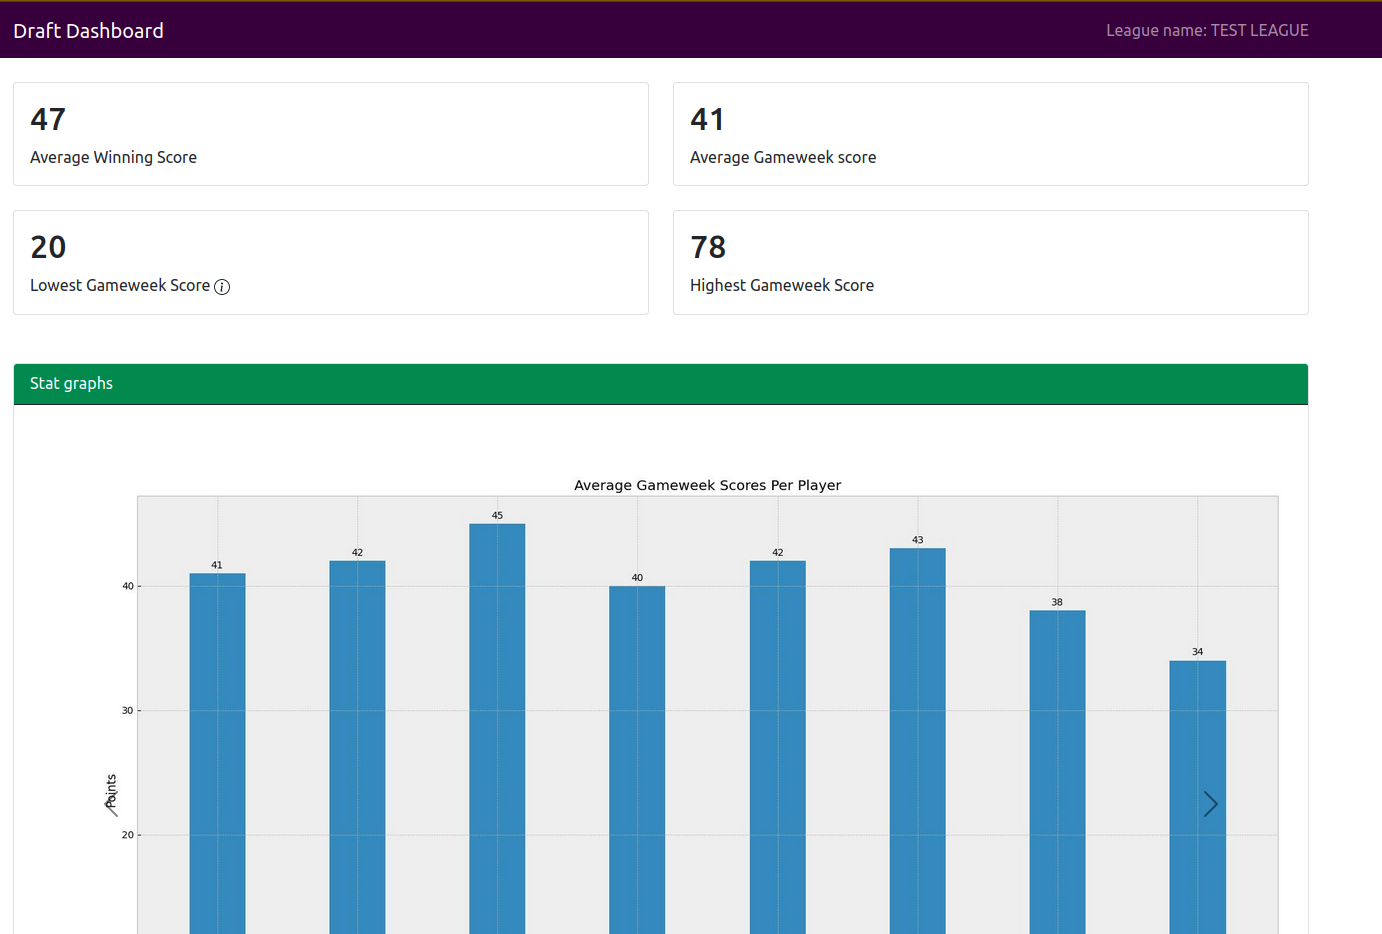 Draft Dashboard
League name: TEST LEAGUE
47
Average Winning Score
41
Average Gameweek score
20
Lowest Gameweek Score
78
Highest Gameweek Score
Stat graphs
Average Gameweek Scores Per Player
41
42
45
40
42
43
38
34
40
30
20
Points